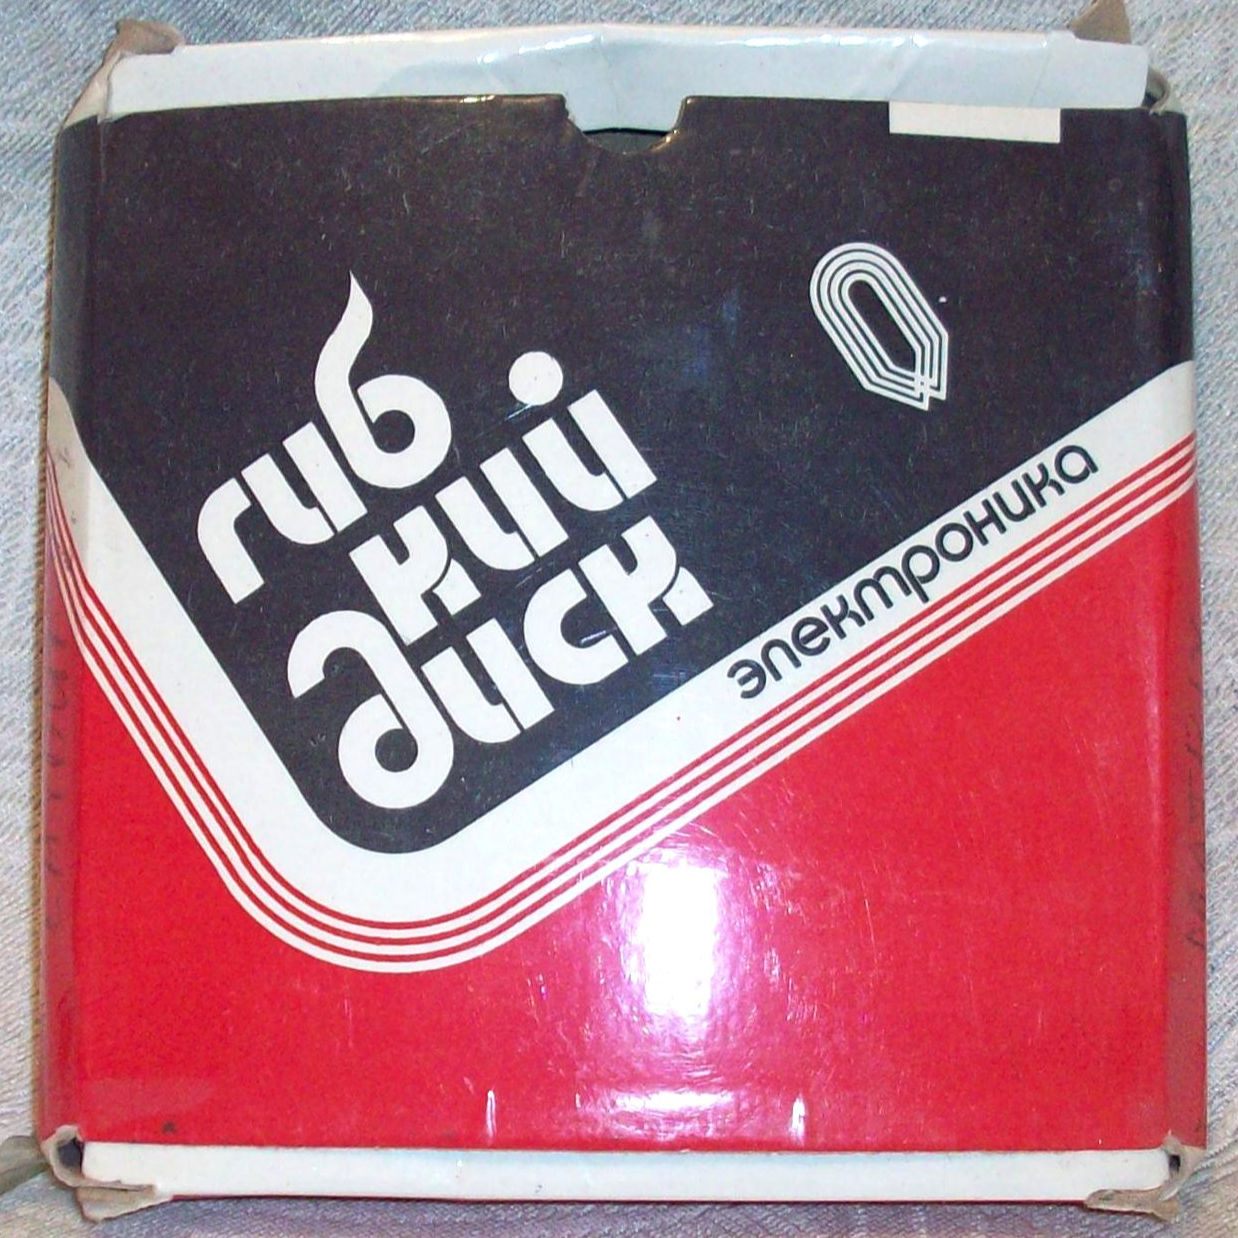 гиб
кий
диск
электроника